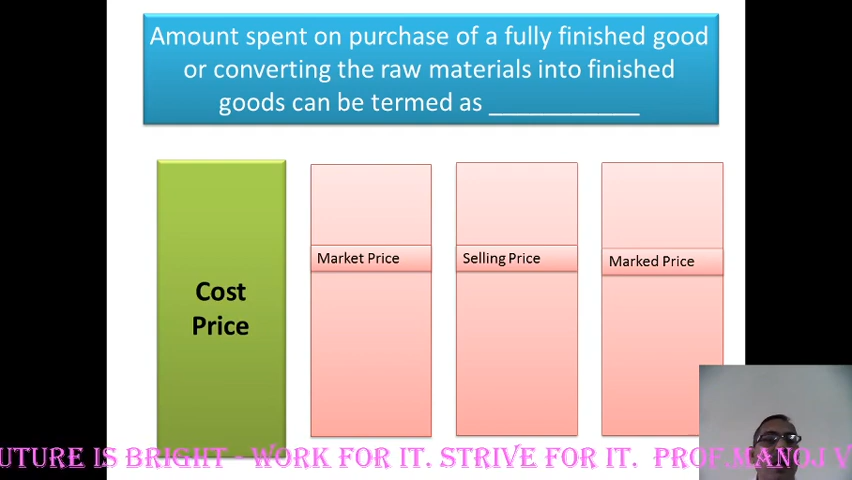 Amount spent on purchase of a fully finished good
or converting the raw materials into finished
goods can be termed as ____________
Cost
Price
Market Price
Selling Price
Marked Price
UTURE IS BRIGHT - WORK FOR IT. STRIVE FOR IT. PROF.MANOJ V